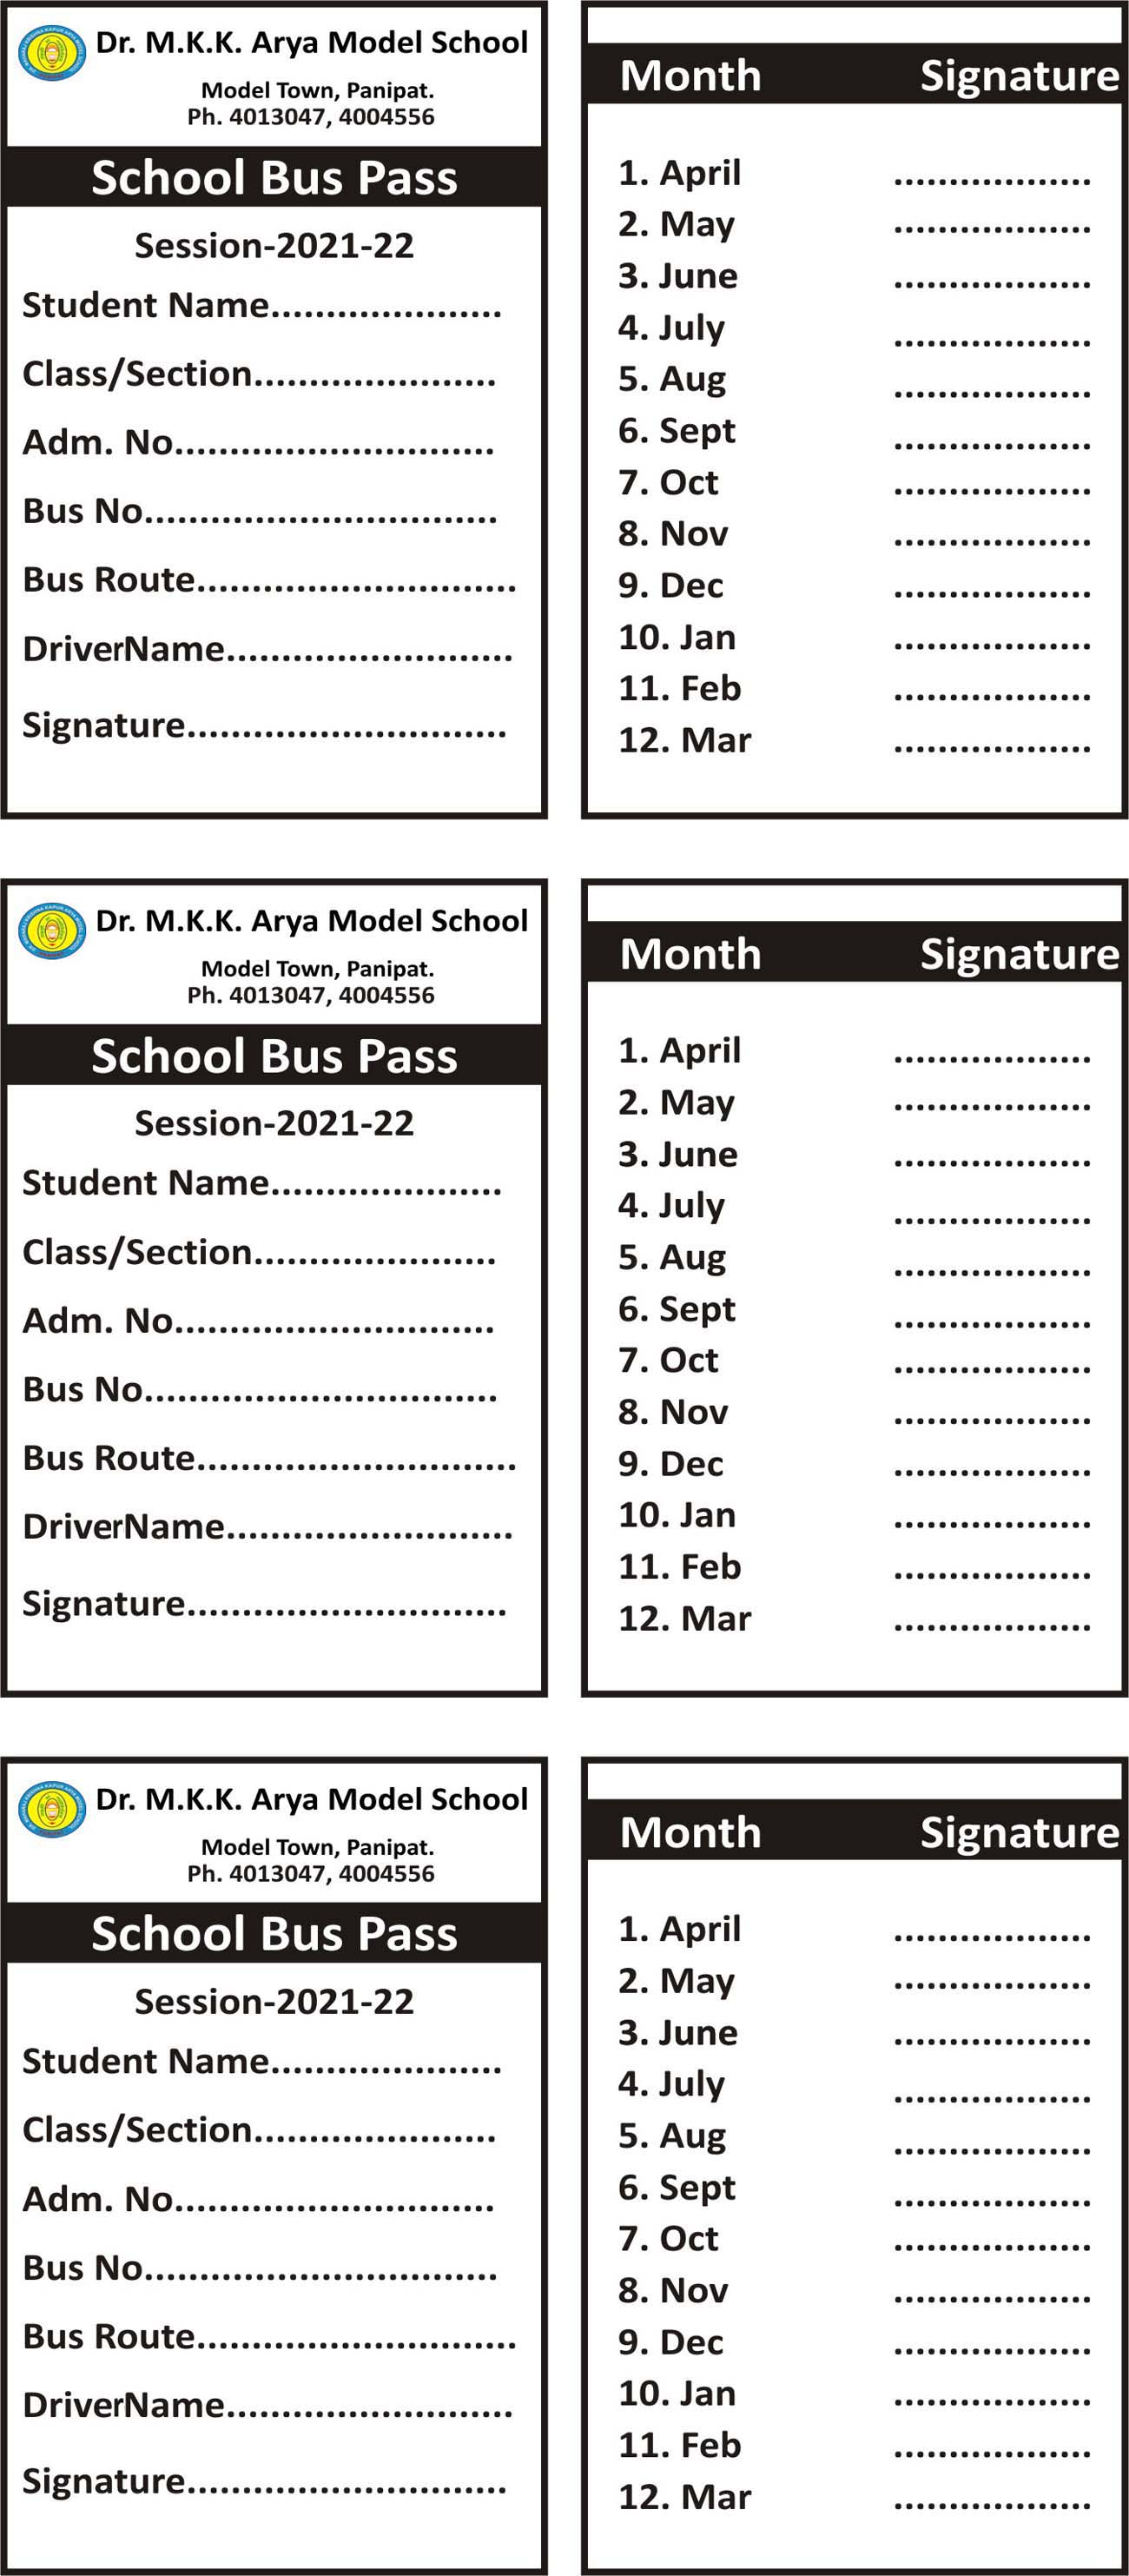 Dr. M.K.K. Arya Model School
Model Town, Panipat.
Ph. 4013047, 4004556
School Bus Pass
Session-2021-22
Student Name.....................
Class/Section......................
Adm. No.............................
Bus No................................
Bus Route.............................
DriverName..........................
Signature.............................
Month Signature
1. April ..................
2. May ..................
3. June ..................
4. July ..................
5. Aug ..................
6. Sept ..................
7. Oct ..................
8. Nov ..................
9. Dec ..................
10. Jan ..................
11. Feb ..................
12. Mar ..................
Dr. M.K.K. Arya Model School
Model Town, Panipat.
Ph. 4013047, 4004556
School Bus Pass
Session-2021-22
Student Name.....................
Class/Section......................
Adm. No.............................
Bus No................................
Bus Route.............................
DriverName..........................
Signature.............................
Month Signature
1. April ..................
2. May ..................
3. June ..................
4. July ..................
5. Aug ..................
6. Sept ..................
7. Oct ..................
8. Nov ..................
9. Dec ..................
10. Jan ..................
11. Feb ..................
12. Mar ..................
Dr. M.K.K. Arya Model School
Model Town, Panipat.
Ph. 4013047, 4004556
School Bus Pass
Session-2021-22
Student Name.....................
Class/Section......................
Adm. No.............................
Bus No................................
Bus Route.............................
DriverName..........................
Signature.............................
Month Signature
1. April ..................
2. May ..................
3. June ..................
4. July ..................
5. Aug ..................
6. Sept ..................
7. Oct ..................
8. Nov ..................
9. Dec ..................
10. Jan ..................
11. Feb ..................
12. Mar ..................